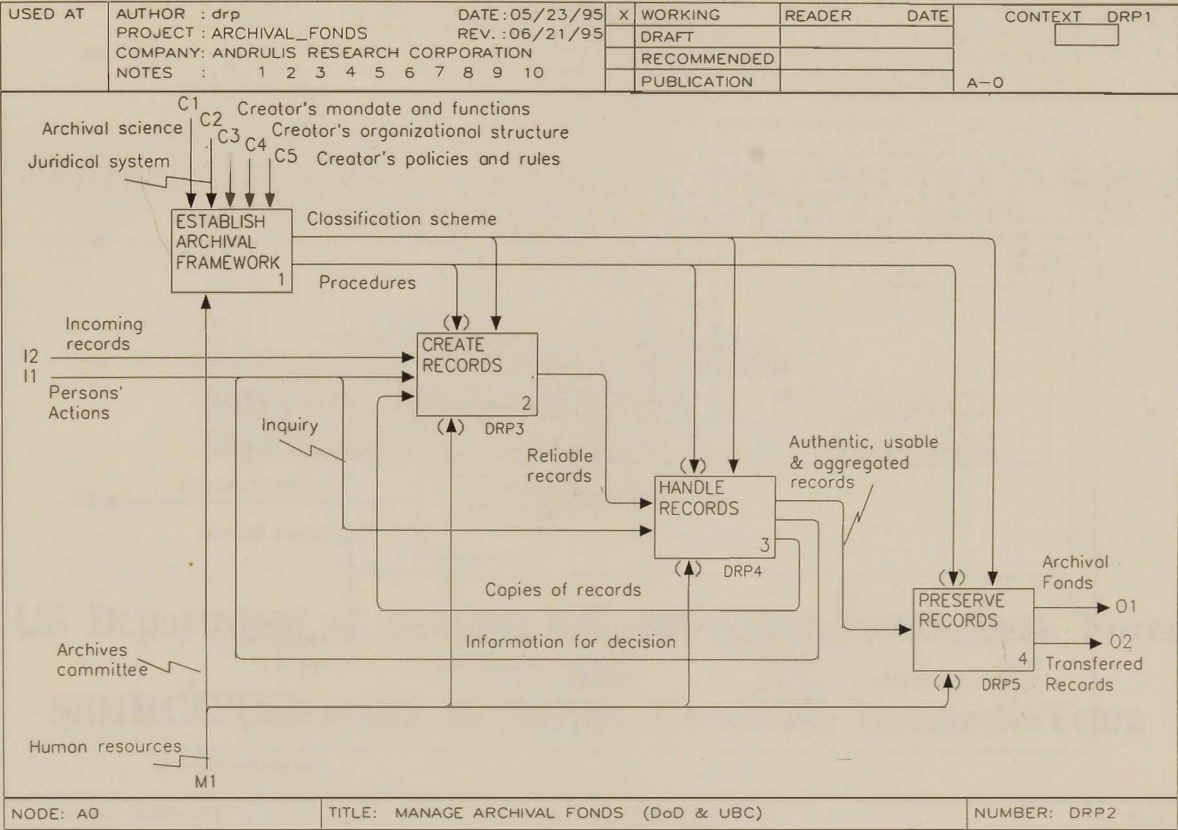 USED AT
AUTHOR : drp DATE: 05/23/95
PROJECT : ARCHIVAL_FONDS REV. : 06/21/95
COMPANY: ANDRULIS RESEARCH CORPORATION
NOTES : 1 2 3 4 5 6 7 8 9 10
X WORKING
DRAFT
RECOMMENDED
PUBLICATION
READER DATE
CONTEXT DRP1
A-0
C1 Creator's mandate and functions
Archival science C2
C3 Creator's organizational structure
C4
Juridical system C5 Creator's policies and rules
ESTABLISH
ARCHIVAL
FRAMEWORK
1
Classification scheme
Procedures
Incoming
records
I2
I1
Persons'
Actions
CREATE
RECORDS
2
DRP3
Inquiry
Reliable
records
Authentic, usable
& aggregated
records
HANDLE
RECORDS
3
DRP4
Copies of records
Information for decision
Archival
Fonds
PRESERVE
RECORDS
4
DRP5
O1
O2
Transferred
Records
Archives
committee
Human resources
M1
NODE: A0
TITLE: MANAGE ARCHIVAL FONDS (DoD & UBC)
NUMBER: DRP2